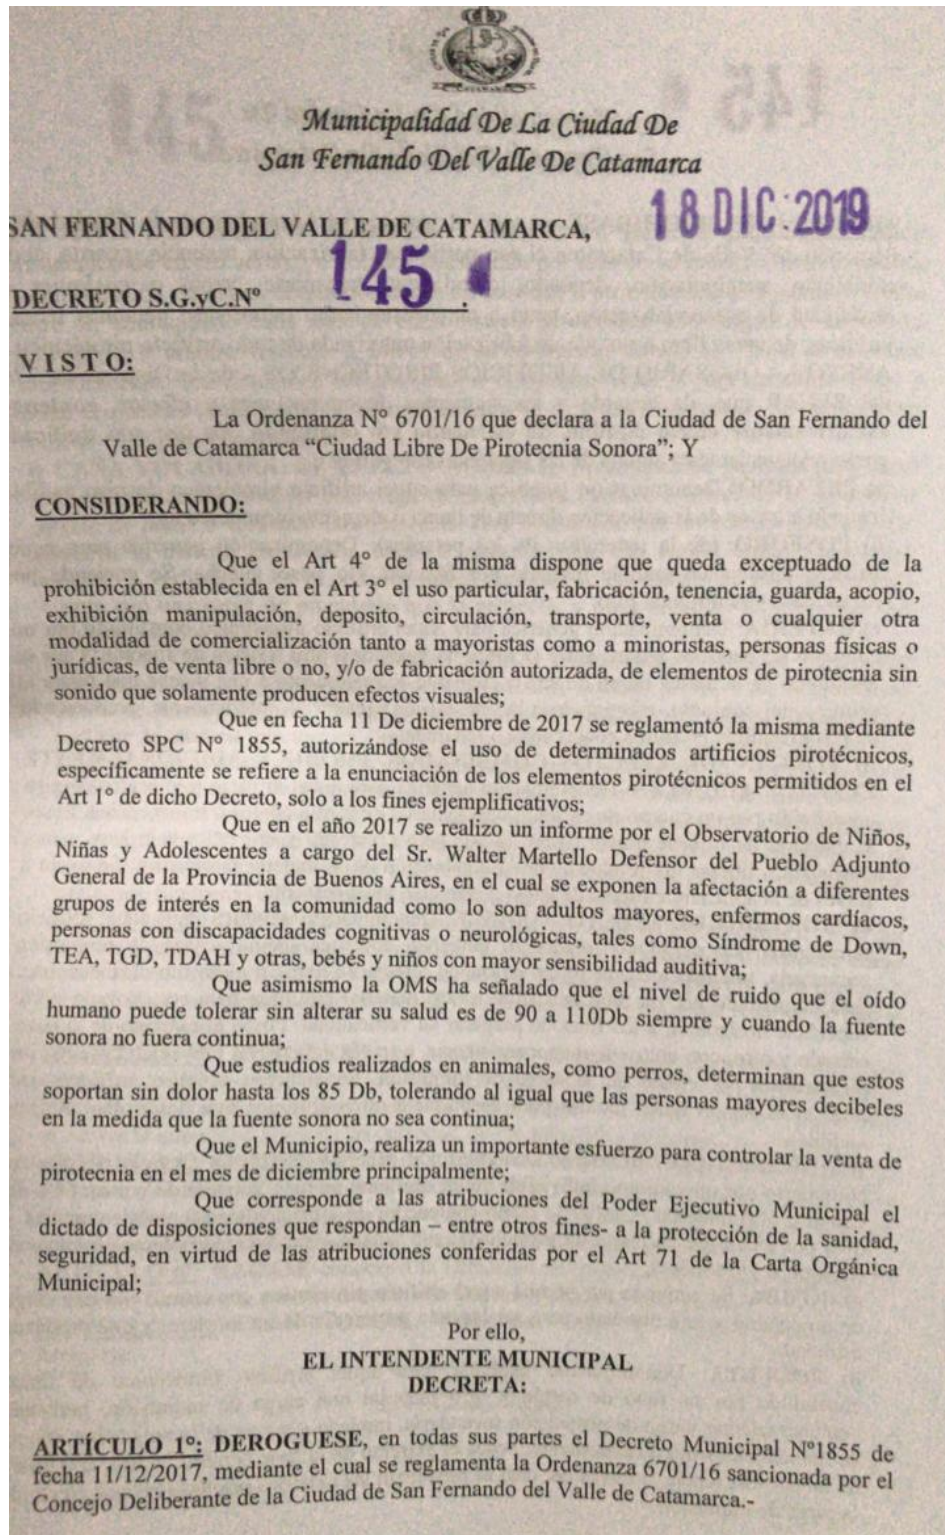 Municipalidad De La Ciudad De
San Fernando Del Valle De Catamarca
SAN FERNANDO DEL VALLE DE CATAMARCA, 18 DIC. 2019
DECRETO S.G.yC.Nº 145 .
VISTO:
La Ordenanza N° 6701/16 que declara a la Ciudad de San Fernando del
Valle de Catamarca “Ciudad Libre De Pirotecnia Sonora”; Y
CONSIDERANDO:
Que el Art 4° de la misma dispone que queda exceptuado de la
prohibición establecida en el Art 3° el uso particular, fabricación, tenencia, guarda, acopio,
exhibición manipulación, deposito, circulación, transporte, venta o cualquier otra
modalidad de comercialización tanto a mayoristas como a minoristas, personas físicas o
jurídicas, de venta libre o no, y/o de fabricación autorizada, de elementos de pirotecnia sin
sonido que solamente producen efectos visuales;
Que en fecha 11 De diciembre de 2017 se reglamentó la misma mediante
Decreto SPC N° 1855, autorizándose el uso de determinados artificios pirotécnicos,
específicamente se refiere a la enunciación de los elementos pirotécnicos permitidos en el
Art 1° de dicho Decreto, solo a los fines ejemplificativos;
Que en el año 2017 se realizo un informe por el Observatorio de Niños,
Niñas y Adolescentes a cargo del Sr. Walter Martello Defensor del Pueblo Adjunto
General de la Provincia de Buenos Aires, en el cual se exponen la afectación a diferentes
grupos de interés en la comunidad como lo son adultos mayores, enfermos cardíacos,
personas con discapacidades cognitivas o neurológicas, tales como Síndrome de Down,
TEA, TGD, TDAH y otras, bebés y niños con mayor sensibilidad auditiva;
Que asimismo la OMS ha señalado que el nivel de ruido que el oído
humano puede tolerar sin alterar su salud es de 90 a 110Db siempre y cuando la fuente
sonora no fuera continua;
Que estudios realizados en animales, como perros, determinan que estos
soportan sin dolor hasta los 85 Db, tolerando al igual que las personas mayores decibeles
en la medida que la fuente sonora no sea continua;
Que el Municipio, realiza un importante esfuerzo para controlar la venta de
pirotecnia en el mes de diciembre principalmente;
Que corresponde a las atribuciones del Poder Ejecutivo Municipal el
dictado de disposiciones que respondan – entre otros fines- a la protección de la sanidad,
seguridad, en virtud de las atribuciones conferidas por el Art 71 de la Carta Orgánica
Municipal;
Por ello,
EL INTENDENTE MUNICIPAL
DECRETA:
ARTÍCULO 1º: DEROGUESE, en todas sus partes el Decreto Municipal N°1855 de
fecha 11/12/2017, mediante el cual se reglamenta la Ordenanza 6701/16 sancionada por el
Concejo Deliberante de la Ciudad de San Fernando del Valle de Catamarca.-